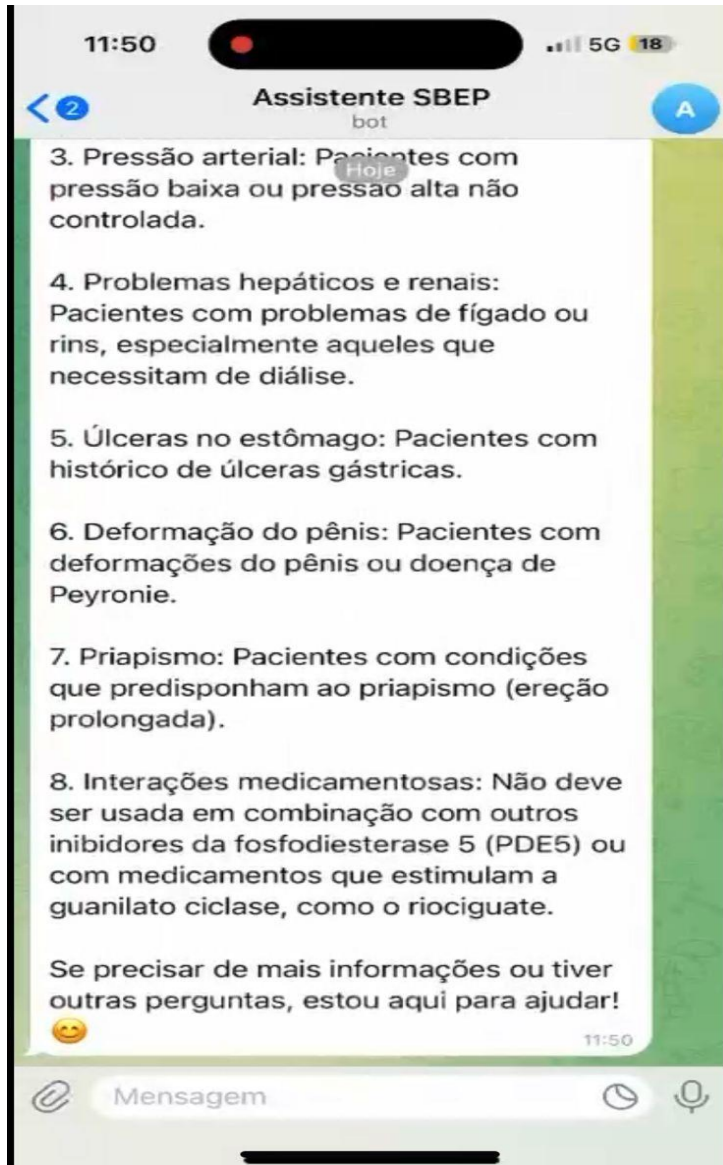 11:50
5G 18
2
Assistente SBEP
bot
A
3. Pressão arterial: Pacientes com
Hoje
pressão baixa ou pressão alta não
controlada.
4. Problemas hepáticos e renais:
Pacientes com problemas de fígado ou
rins, especialmente aqueles que
necessitam de diálise.
5. Úlceras no estômago: Pacientes com
histórico de úlceras gástricas.
6. Deformação do pênis: Pacientes com
deformações do pênis ou doença de
Peyronie.
7. Priapismo: Pacientes com condições
que predisponham ao priapismo (ereção
prolongada).
8. Interações medicamentosas: Não deve
ser usada em combinação com outros
inibidores da fosfodiesterase 5 (PDE5) ou
com medicamentos que estimulam a
guanilato ciclase, como o riociguate.
Se precisar de mais informações ou tiver
outras perguntas, estou aqui para ajudar!
😊
11:50
Mensagem